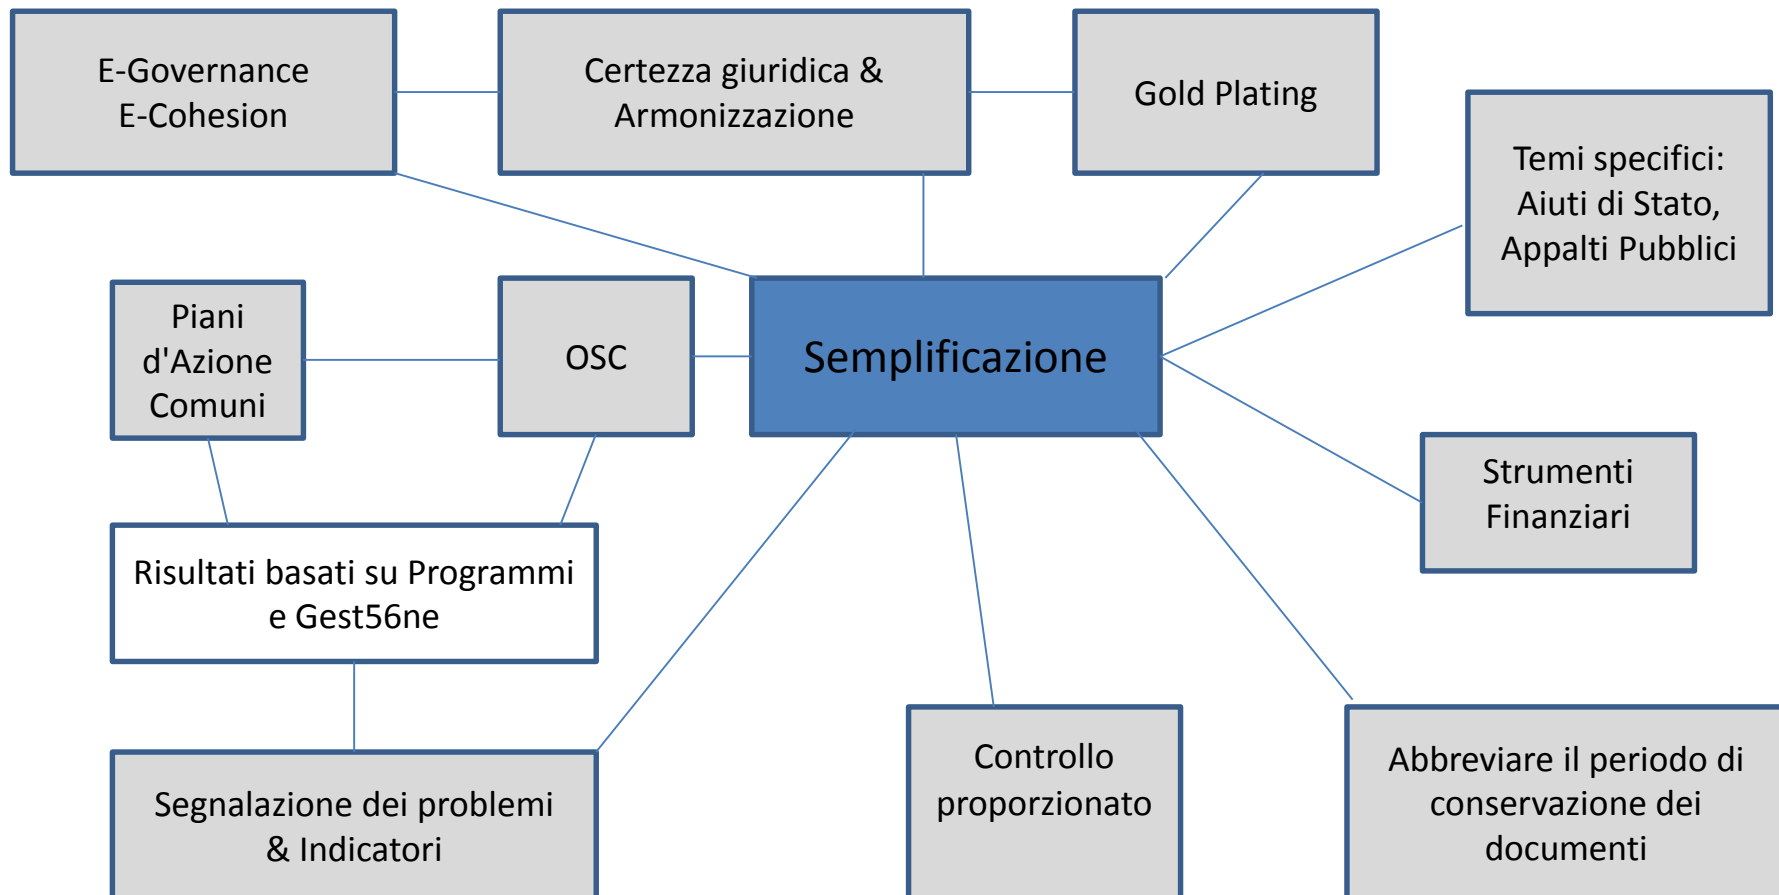 E-Governance
E-Cohesion
Certezza giuridica &
Armonizzazione
Gold Plating
Temi specifici:
Aiuti di Stato,
Appalti Pubblici
Piani
d'Azione
Comuni
OSC
Semplificazione
Strumenti
Finanziari
Risultati basati su Programmi
e Gest56ne
Segnalazione dei problemi
& Indicatori
Controllo
proporzionato
Abbreviare il periodo di
conservazione dei
documenti